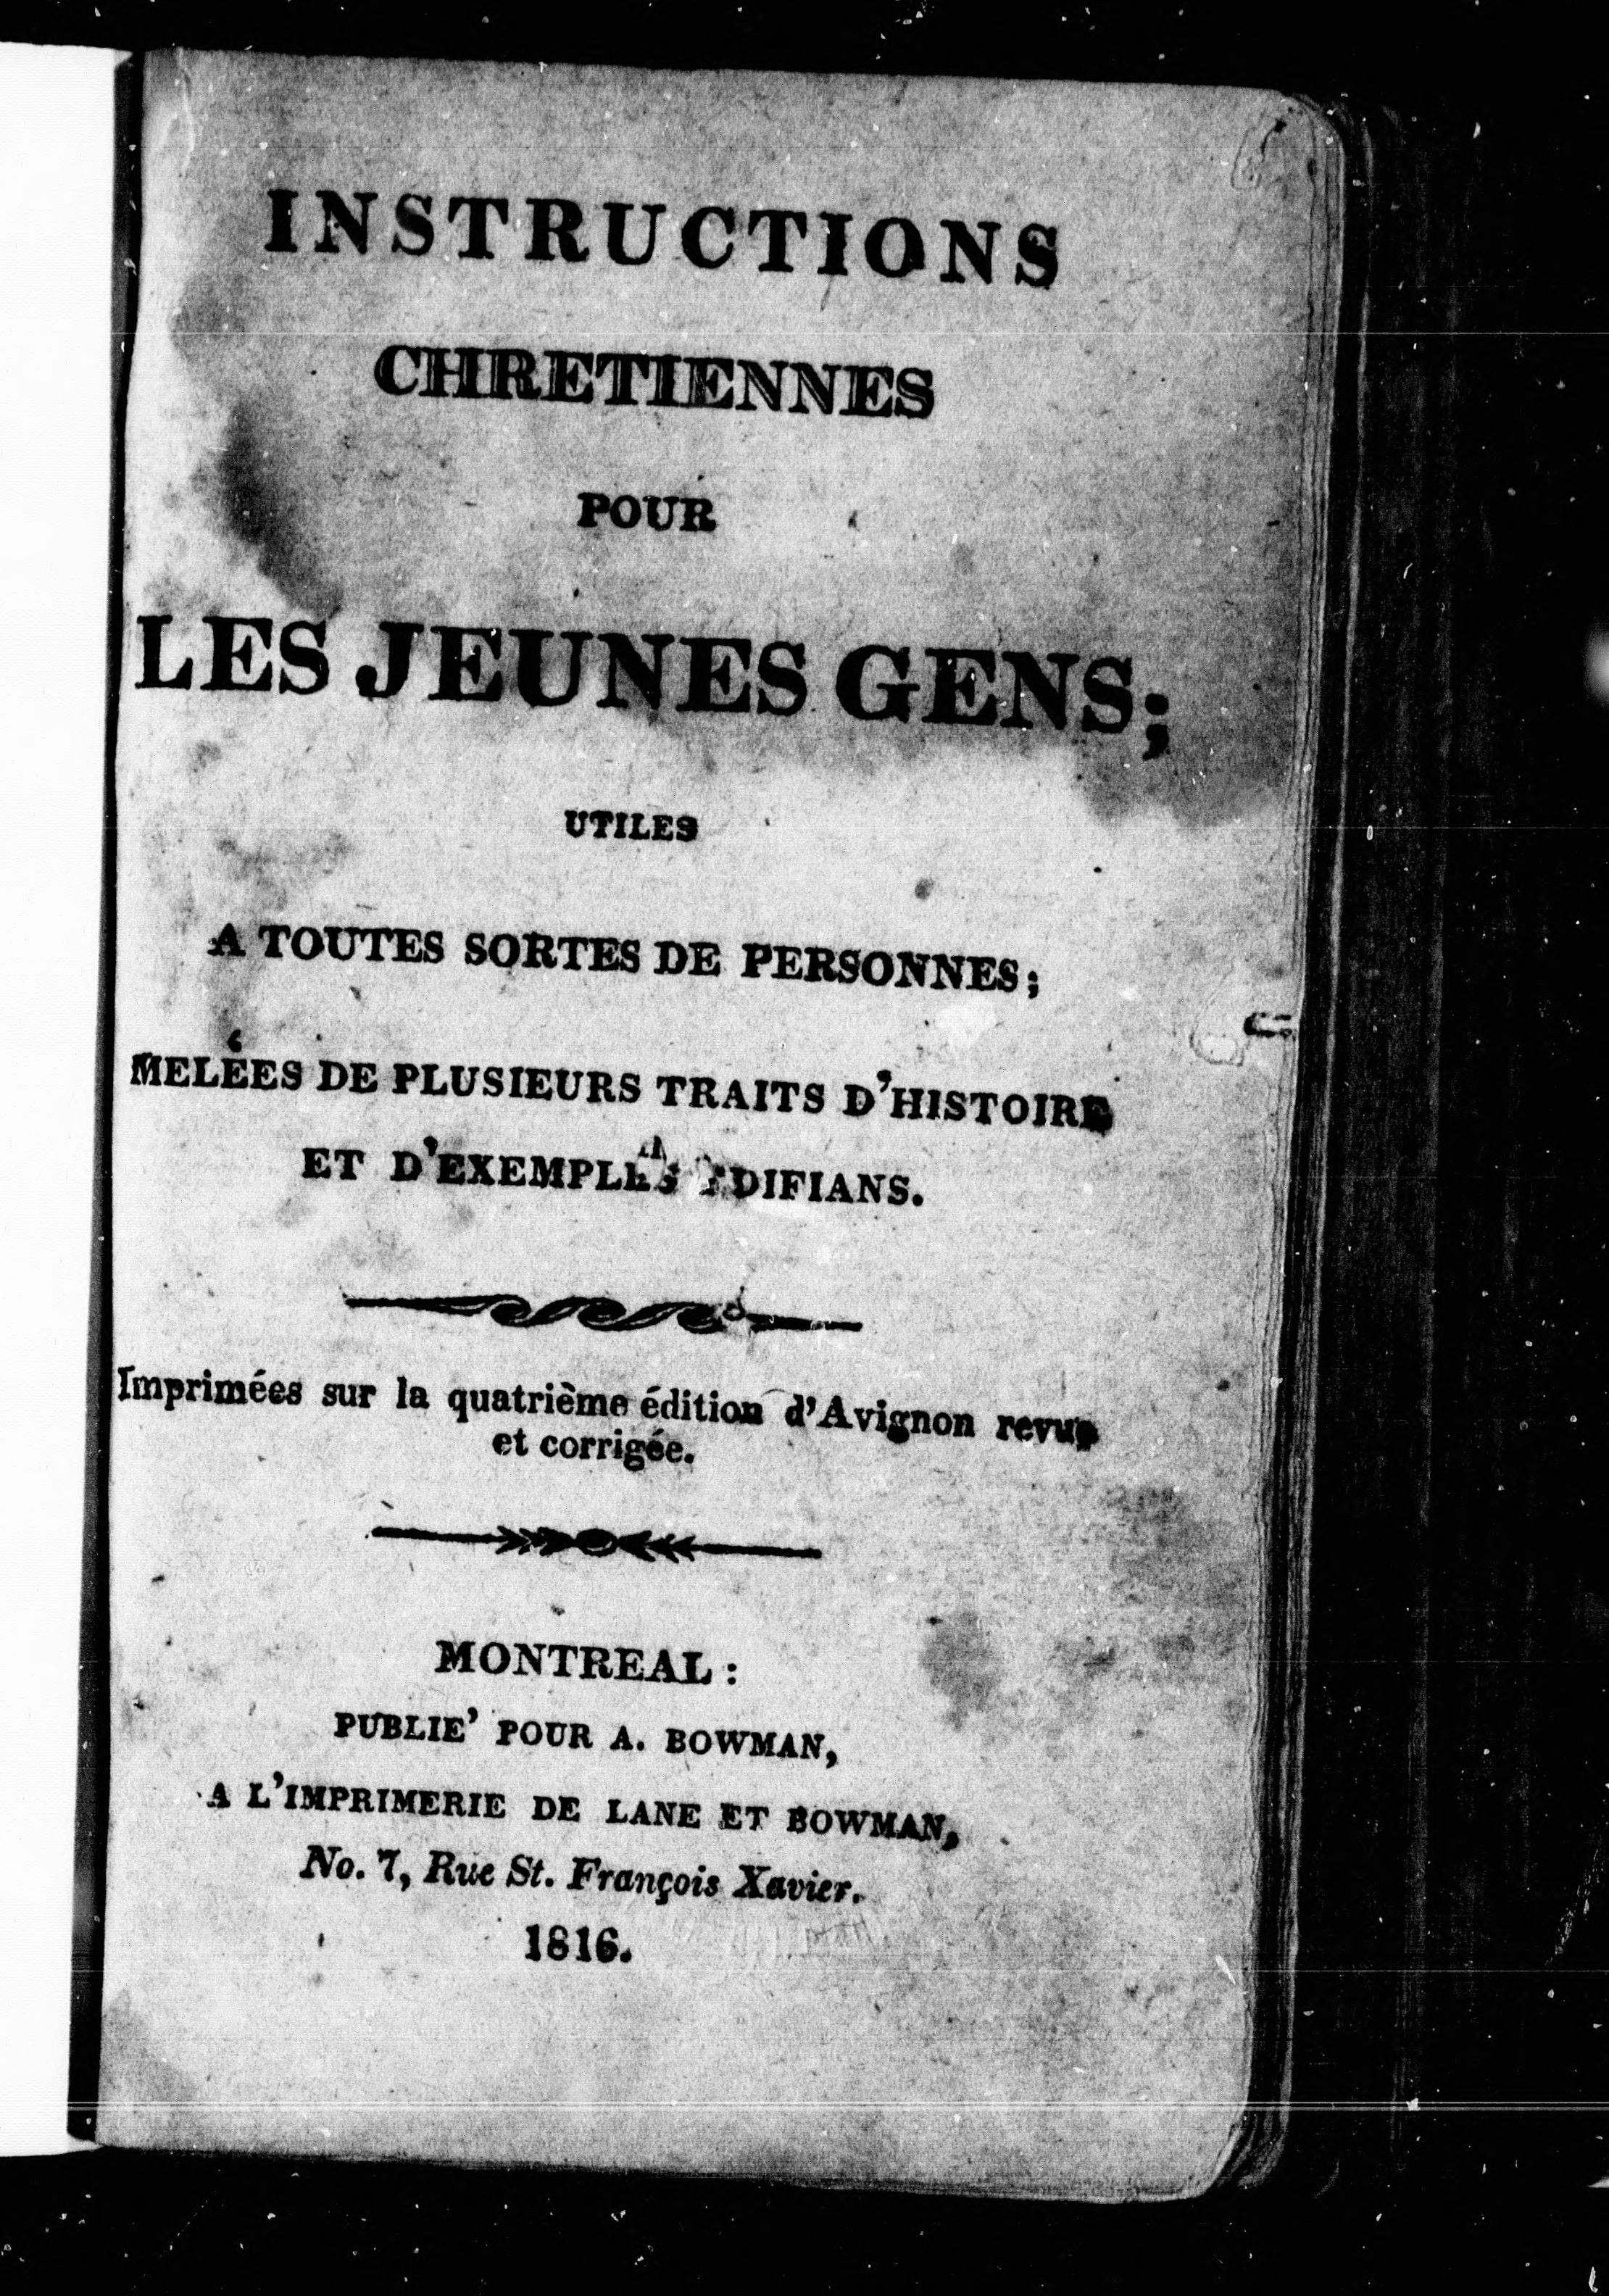 INSTRUCTIONS
CHRETIENNES
POUR
LES JEUNES GENS;
UTILES
A TOUTES SORTES DE PERSONNES;
MELÉES DE PLUSIEURS TRAITS D'HISTOIRE
ET D'EXEMPLES EDIFIANS.
Imprimées sur la quatrième édition d'Avignon revue
et corrigée.
MONTREAL:
PUBLIE' POUR A. BOWMAN,
A L'IMPRIMERIE DE LANE ET BOWMAN,
No. 7, Rue St. François Xavier.
1816.